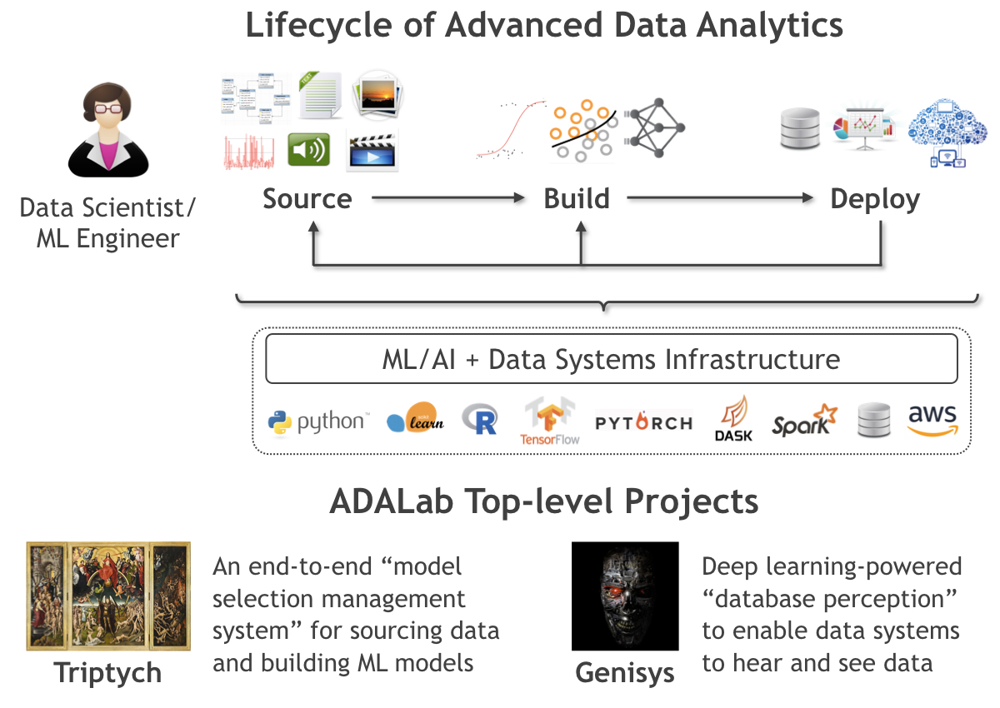 Lifecycle of Advanced Data Analytics
TEXT
Data Scientist/
ML Engineer
Source
Build
Deploy
ML/AI + Data Systems Infrastructure
python™
scikit
learn
R
TensorFlow
PYTORCH
DASK
Spark
aws
ADALab Top-level Projects
An end-to-end “model
selection management
system” for sourcing data
and building ML models
Triptych
Deep learning-powered
“database perception”
to enable data systems
to hear and see data
Genisys